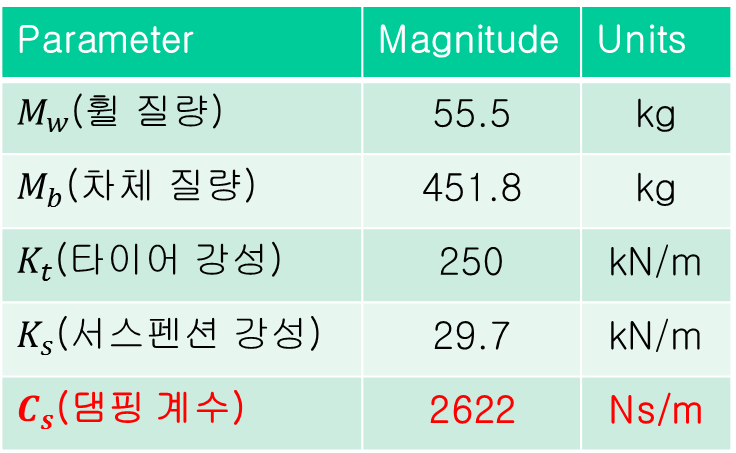 Parameter Magnitude Units
M_w(휠 질량) 55.5 kg
M_b(차체 질량) 451.8 kg
K_t(타이어 강성) 250 kN/m
K_s(서스펜션 강성) 29.7 kN/m
C_s(댐핑 계수) 2622 Ns/m